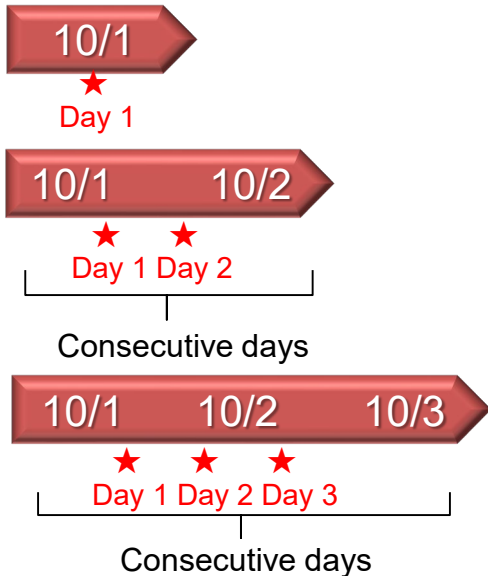 10/1
Day 1
10/1 10/2
Day 1 Day 2
Consecutive days
10/1 10/2 10/3
Day 1 Day 2 Day 3
Consecutive days